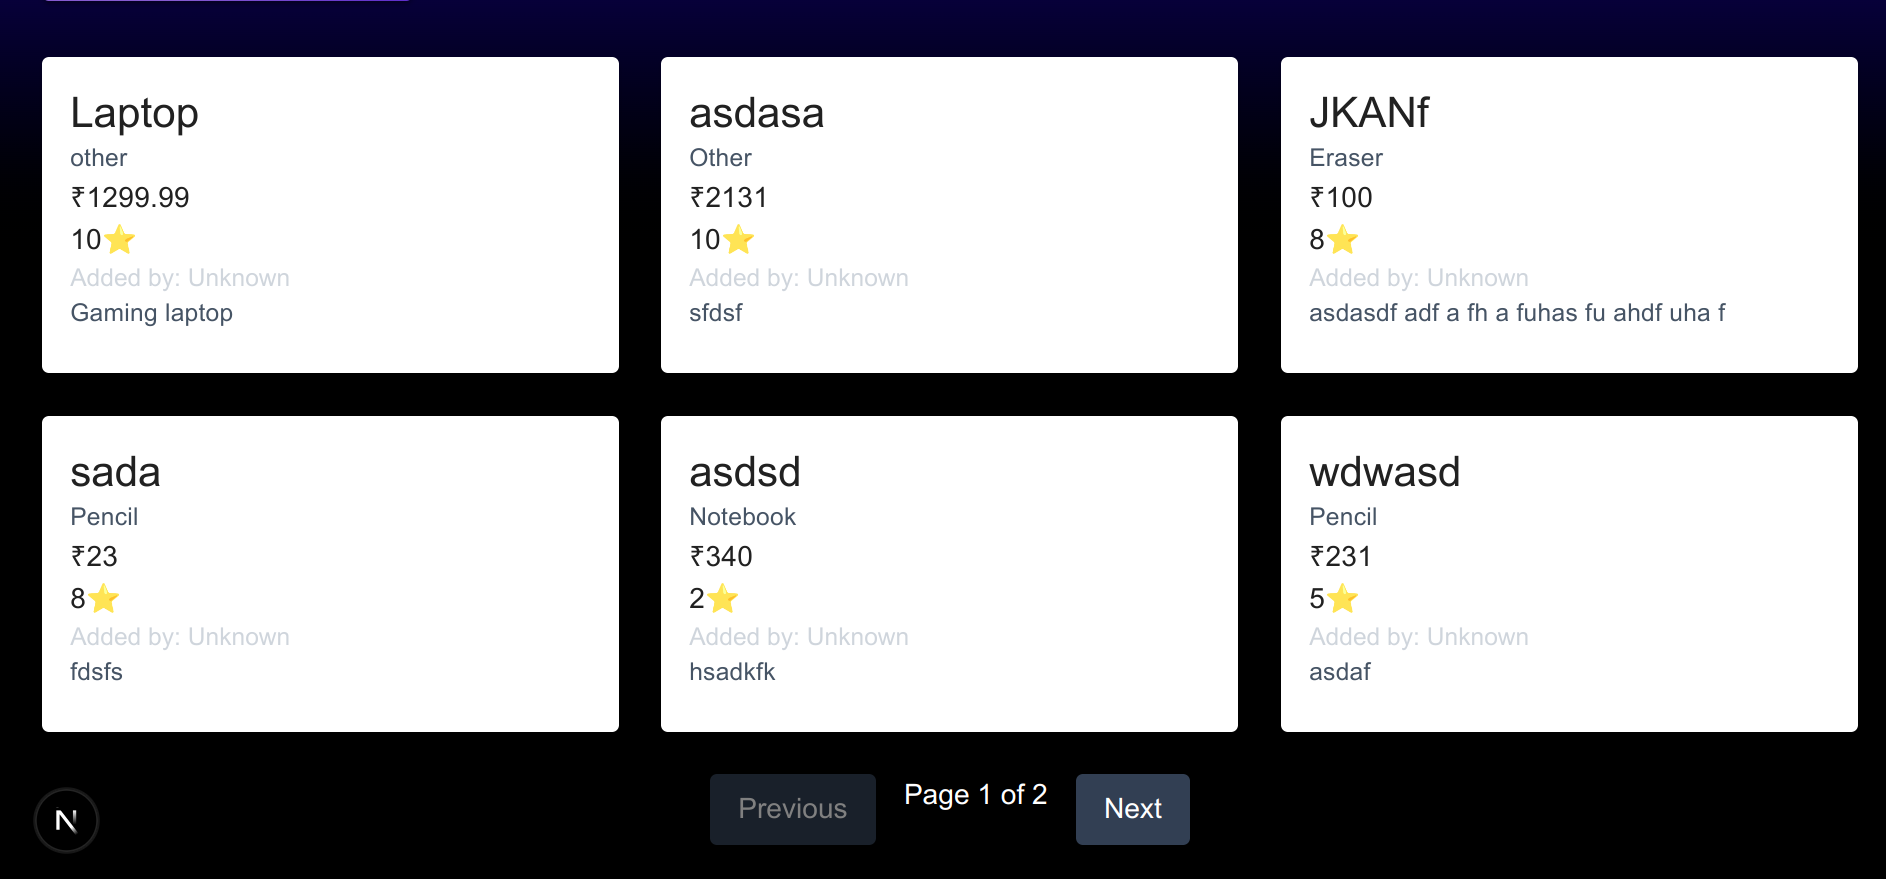 Laptop
other
₹1299.99
10⭐
Added by: Unknown
Gaming laptop
asdasa
Other
₹2131
10⭐
Added by: Unknown
sfdsf
JKANf
Eraser
₹100
8⭐
Added by: Unknown
asdasdf adf a fh a fuhas fu ahdf uha f
sada
Pencil
₹23
8⭐
Added by: Unknown
fdsfs
asdsd
Notebook
₹340
2⭐
Added by: Unknown
hsadkfk
wdwasd
Pencil
₹231
5⭐
Added by: Unknown
asdaf
Previous
Page 1 of 2
Next
N